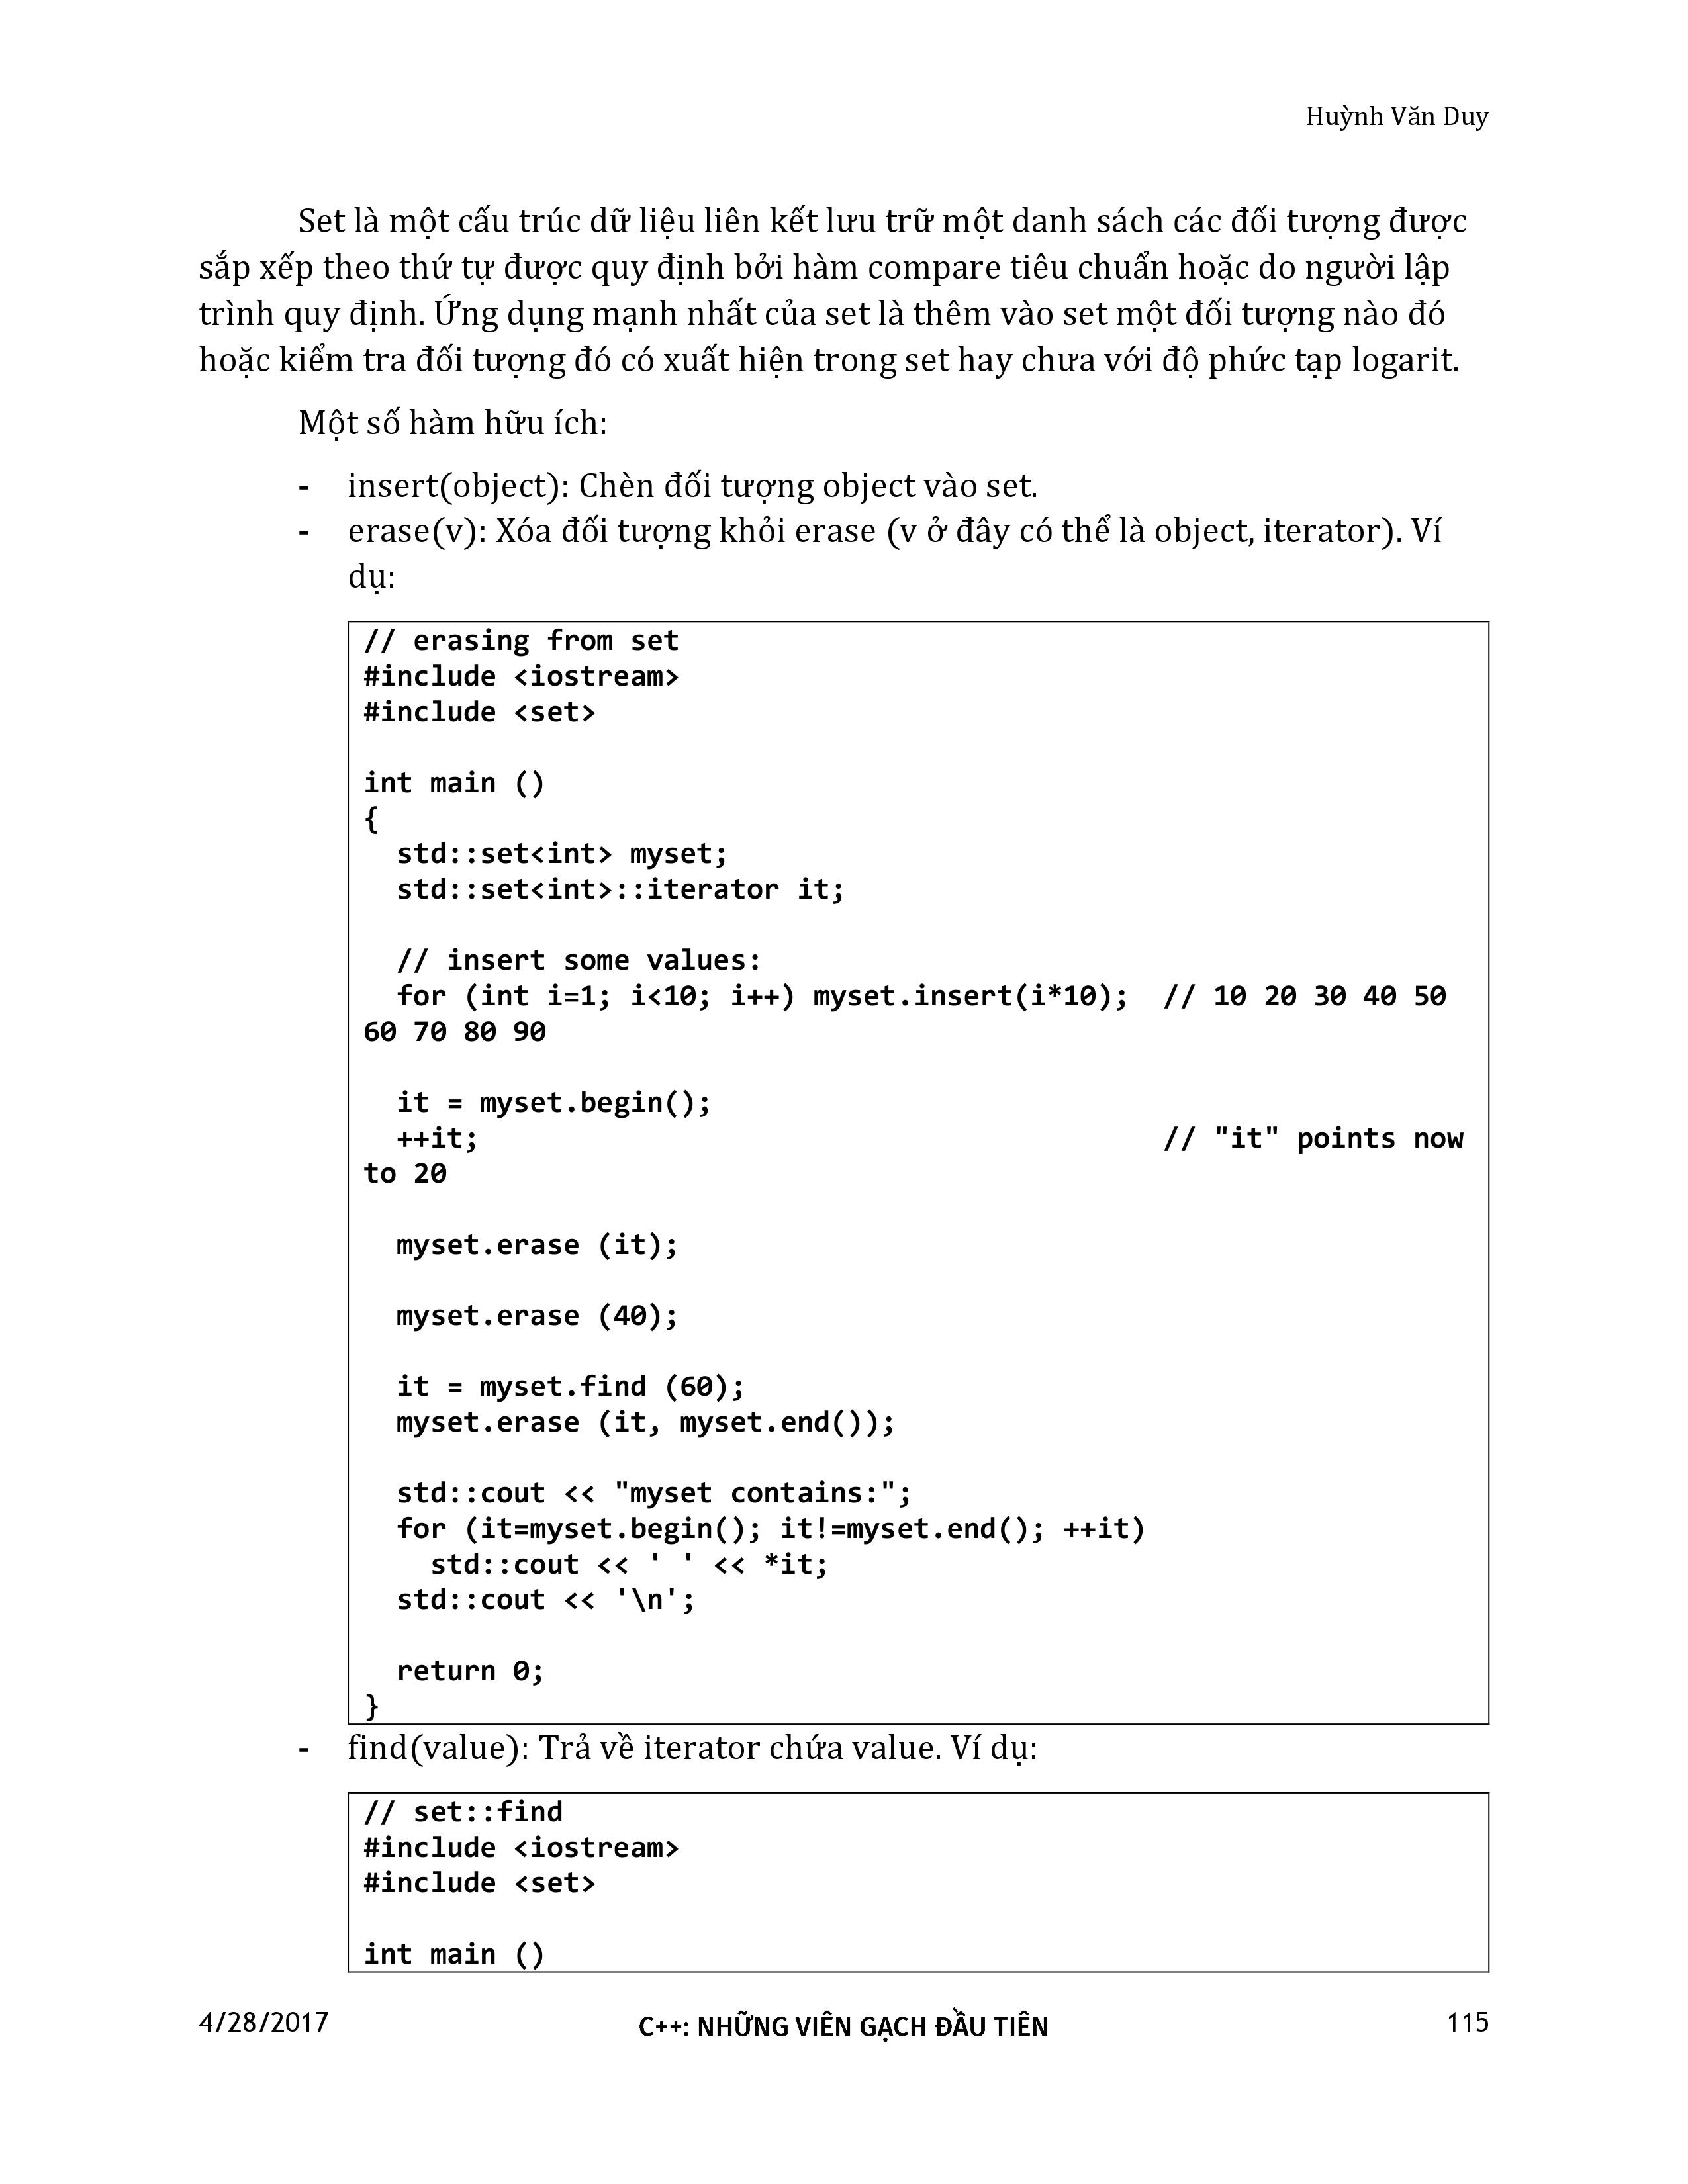 Huỳnh Văn Duy
Set là một cấu trúc dữ liệu liên kết lưu trữ một danh sách các đối tượng được
sắp xếp theo thứ tự được quy định bởi hàm compare tiêu chuẩn hoặc do người lập
trình quy định. Ứng dụng mạnh nhất của set là thêm vào set một đối tượng nào đó
hoặc kiểm tra đối tượng đó có xuất hiện trong set hay chưa với độ phức tạp logarit.
Một số hàm hữu ích:
- insert(object): Chèn đối tượng object vào set.
- erase(v): Xóa đối tượng khỏi erase (v ở đây có thể là object, iterator). Ví
dụ:
// erasing from set
#include <iostream>
#include <set>

int main ()
{
  std::set<int> myset;
  std::set<int>::iterator it;

  // insert some values:
  for (int i=1; i<10; i++) myset.insert(i*10);  // 10 20 30 40 50
60 70 80 90

  it = myset.begin();
  ++it;                                         // "it" points now
to 20

  myset.erase (it);

  myset.erase (40);

  it = myset.find (60);
  myset.erase (it, myset.end());

  std::cout << "myset contains:";
  for (it=myset.begin(); it!=myset.end(); ++it)
    std::cout << ' ' << *it;
  std::cout << '\n';

  return 0;
}
- find(value): Trả về iterator chứa value. Ví dụ:
// set::find
#include <iostream>
#include <set>

int main ()
4/28/2017 C++: NHỮNG VIÊN GẠCH ĐẦU TIÊN 115